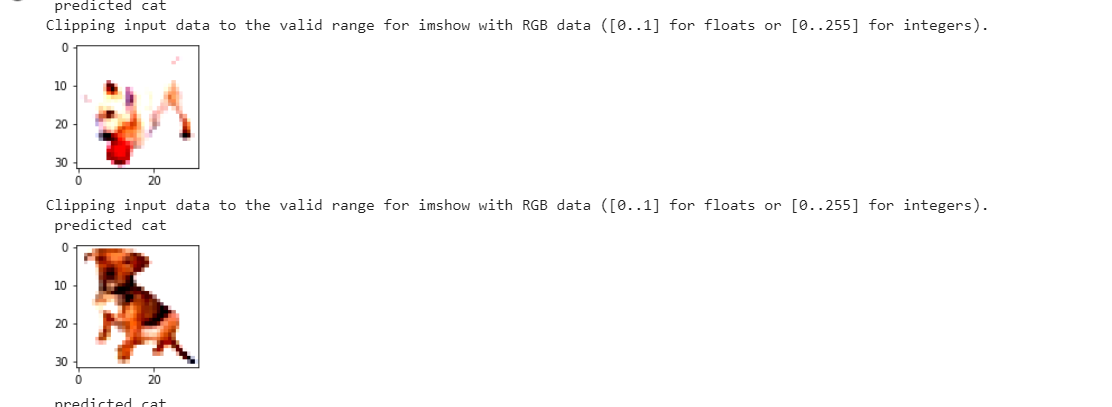 predicted cat
Clipping input data to the valid range for imshow with RGB data ([0..1] for floats or [0..255] for integers).
0
10
20
30
0 20
Clipping input data to the valid range for imshow with RGB data ([0..1] for floats or [0..255] for integers).
predicted cat
0
10
20
30
0 20
predicted cat